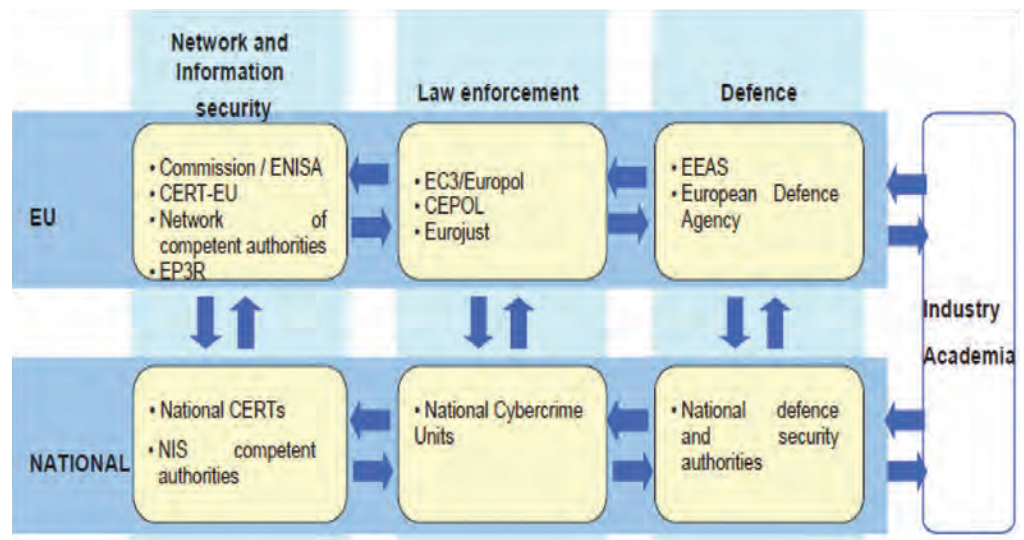 Network and
Information
security
Law enforcement
Defence
EU
• Commission / ENISA
• CERT-EU
• Network of
competent authorities
• EP3R
• EC3/Europol
• CEPOL
• Eurojust
• EEAS
• European Defence
Agency
Industry
Academia
NATIONAL
• National CERTs
• NIS competent
authorities
• National Cybercrime
Units
• National defence
and security
authorities